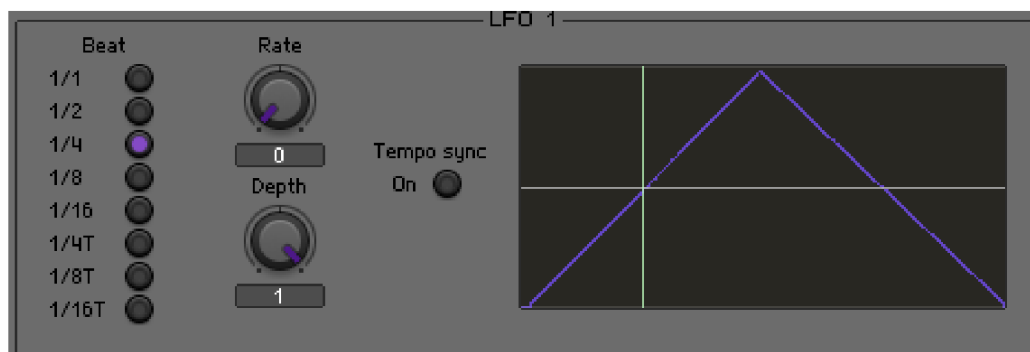 LFO 1
Beat
1/1
1/2
1/4
1/8
1/16
1/4T
1/8T
1/16T
Rate
0
Depth
1
Tempo sync
On